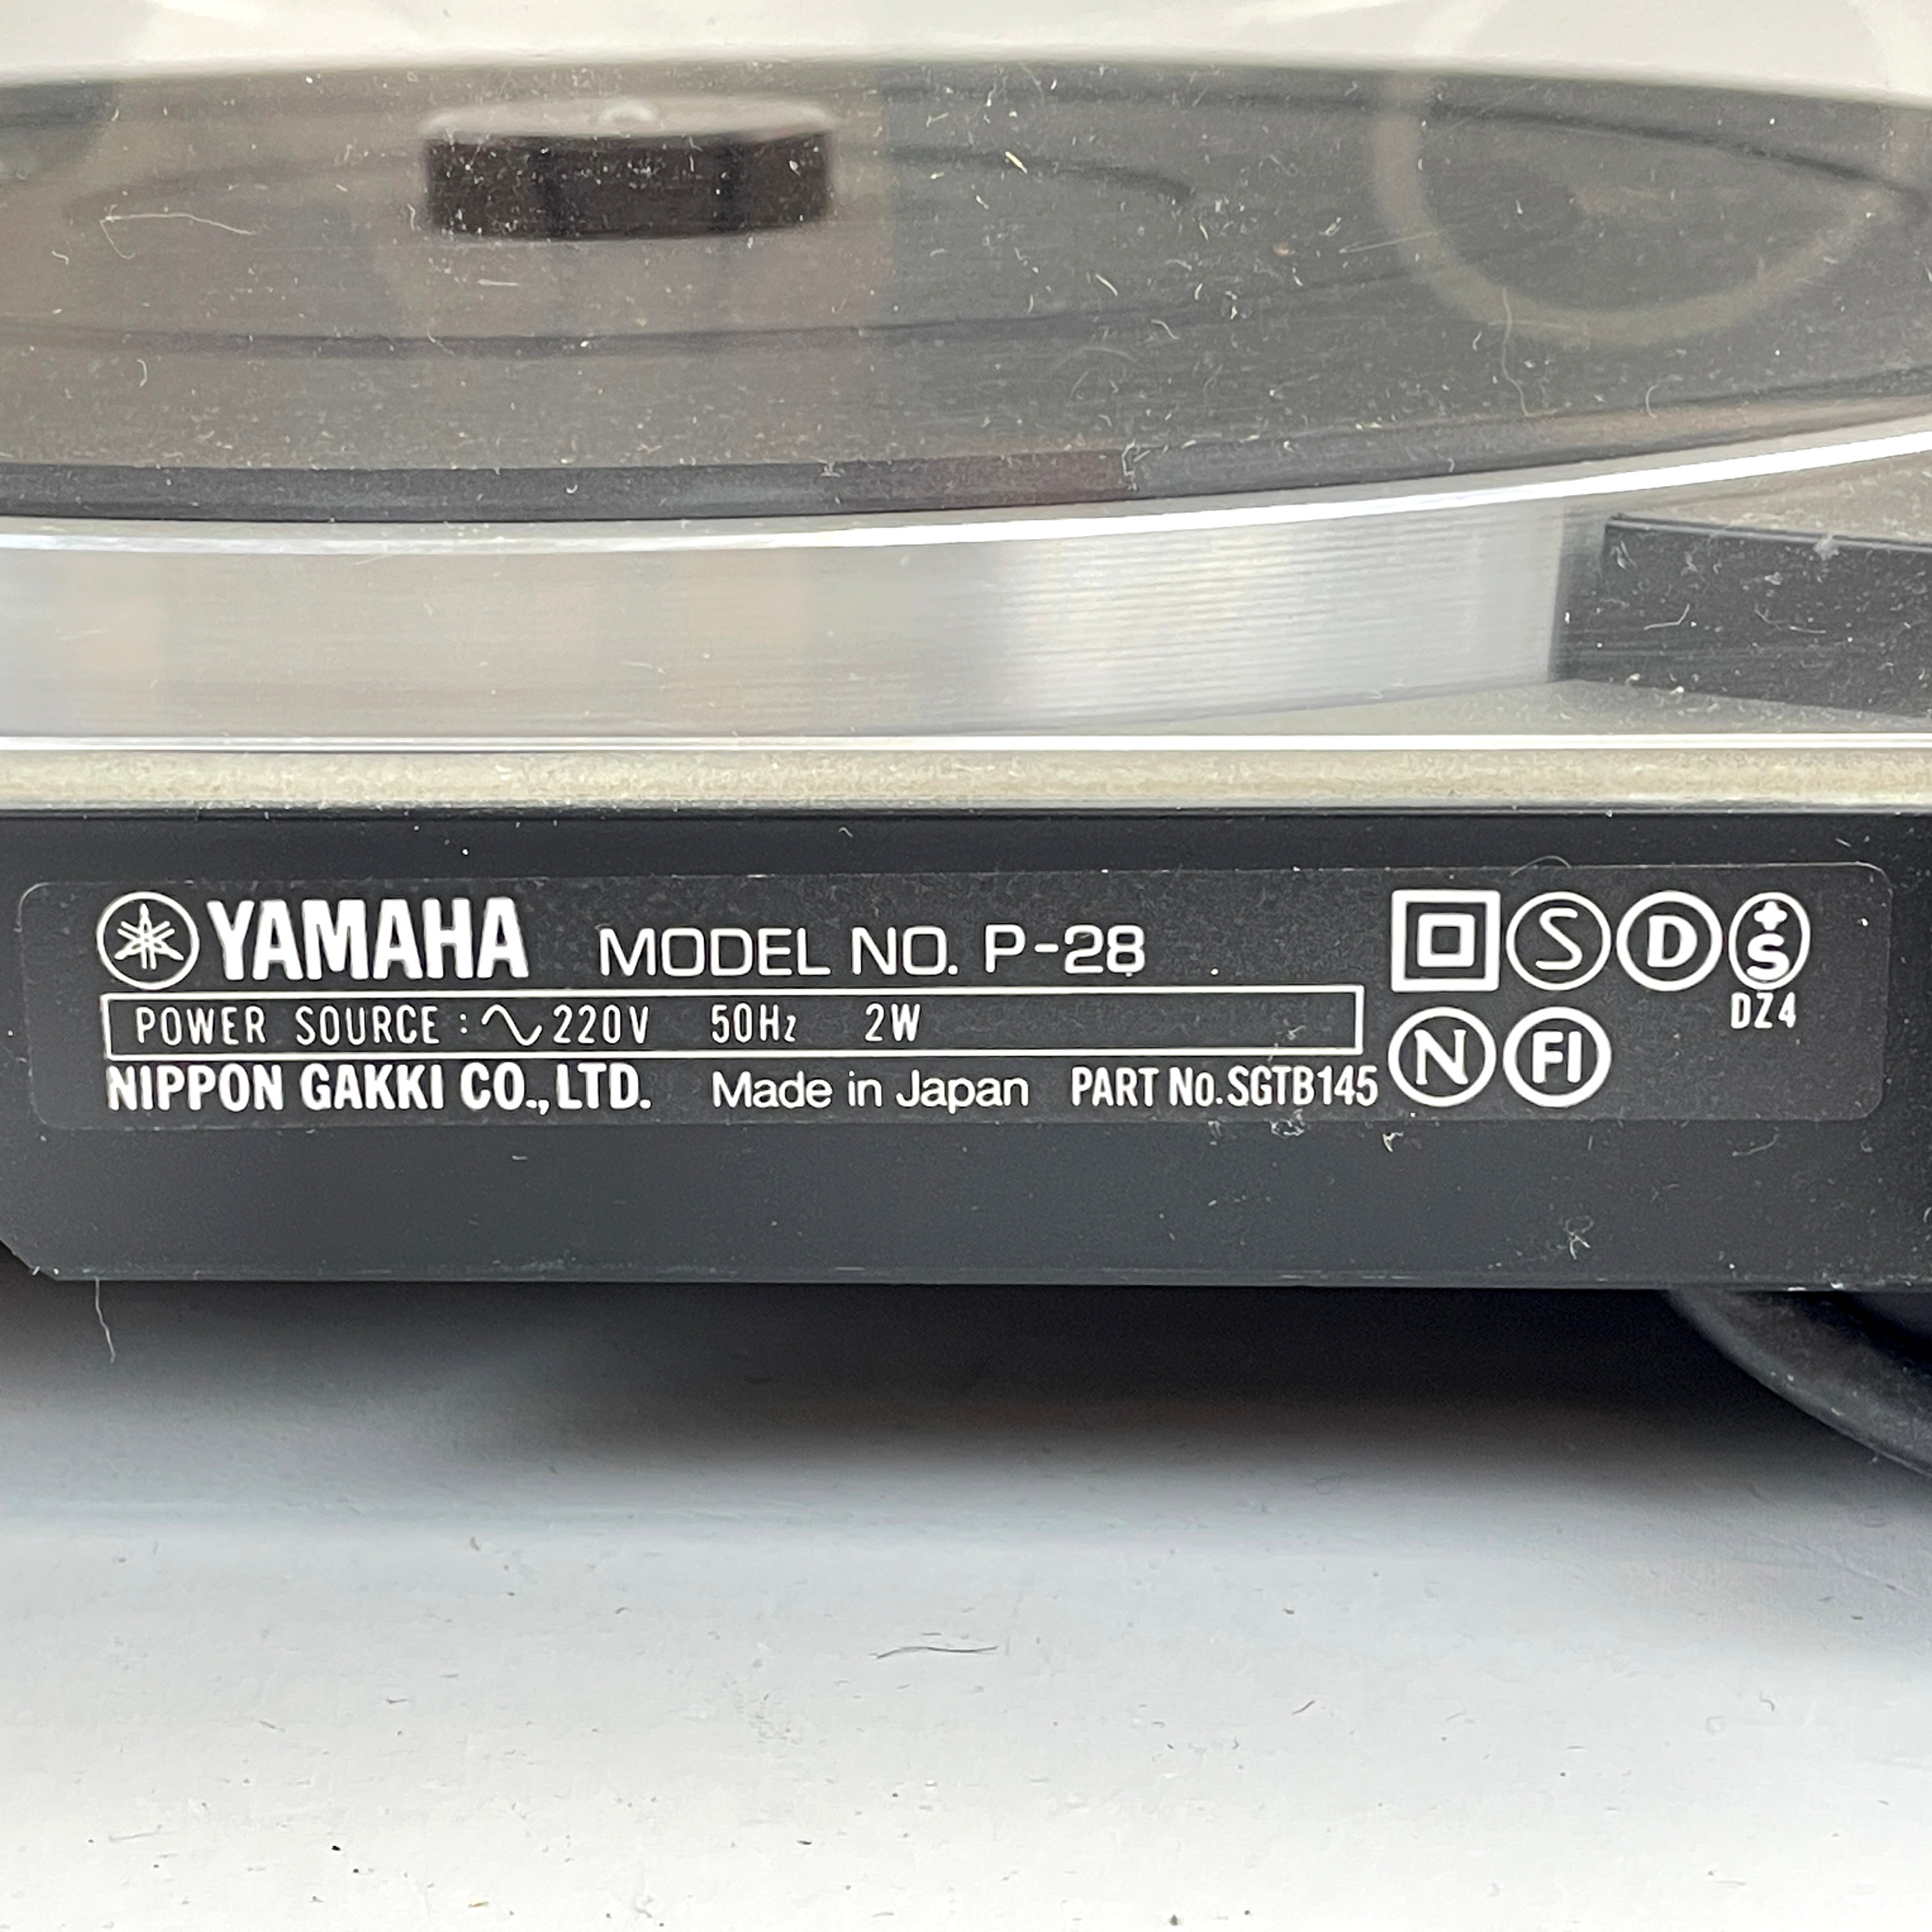 YAMAHA MODEL NO. P-28
POWER SOURCE : ∿ 220V 50Hz 2W
NIPPON GAKKI CO.,LTD. Made in Japan PART No.SGTB145
S D +S
DZ4
N FI